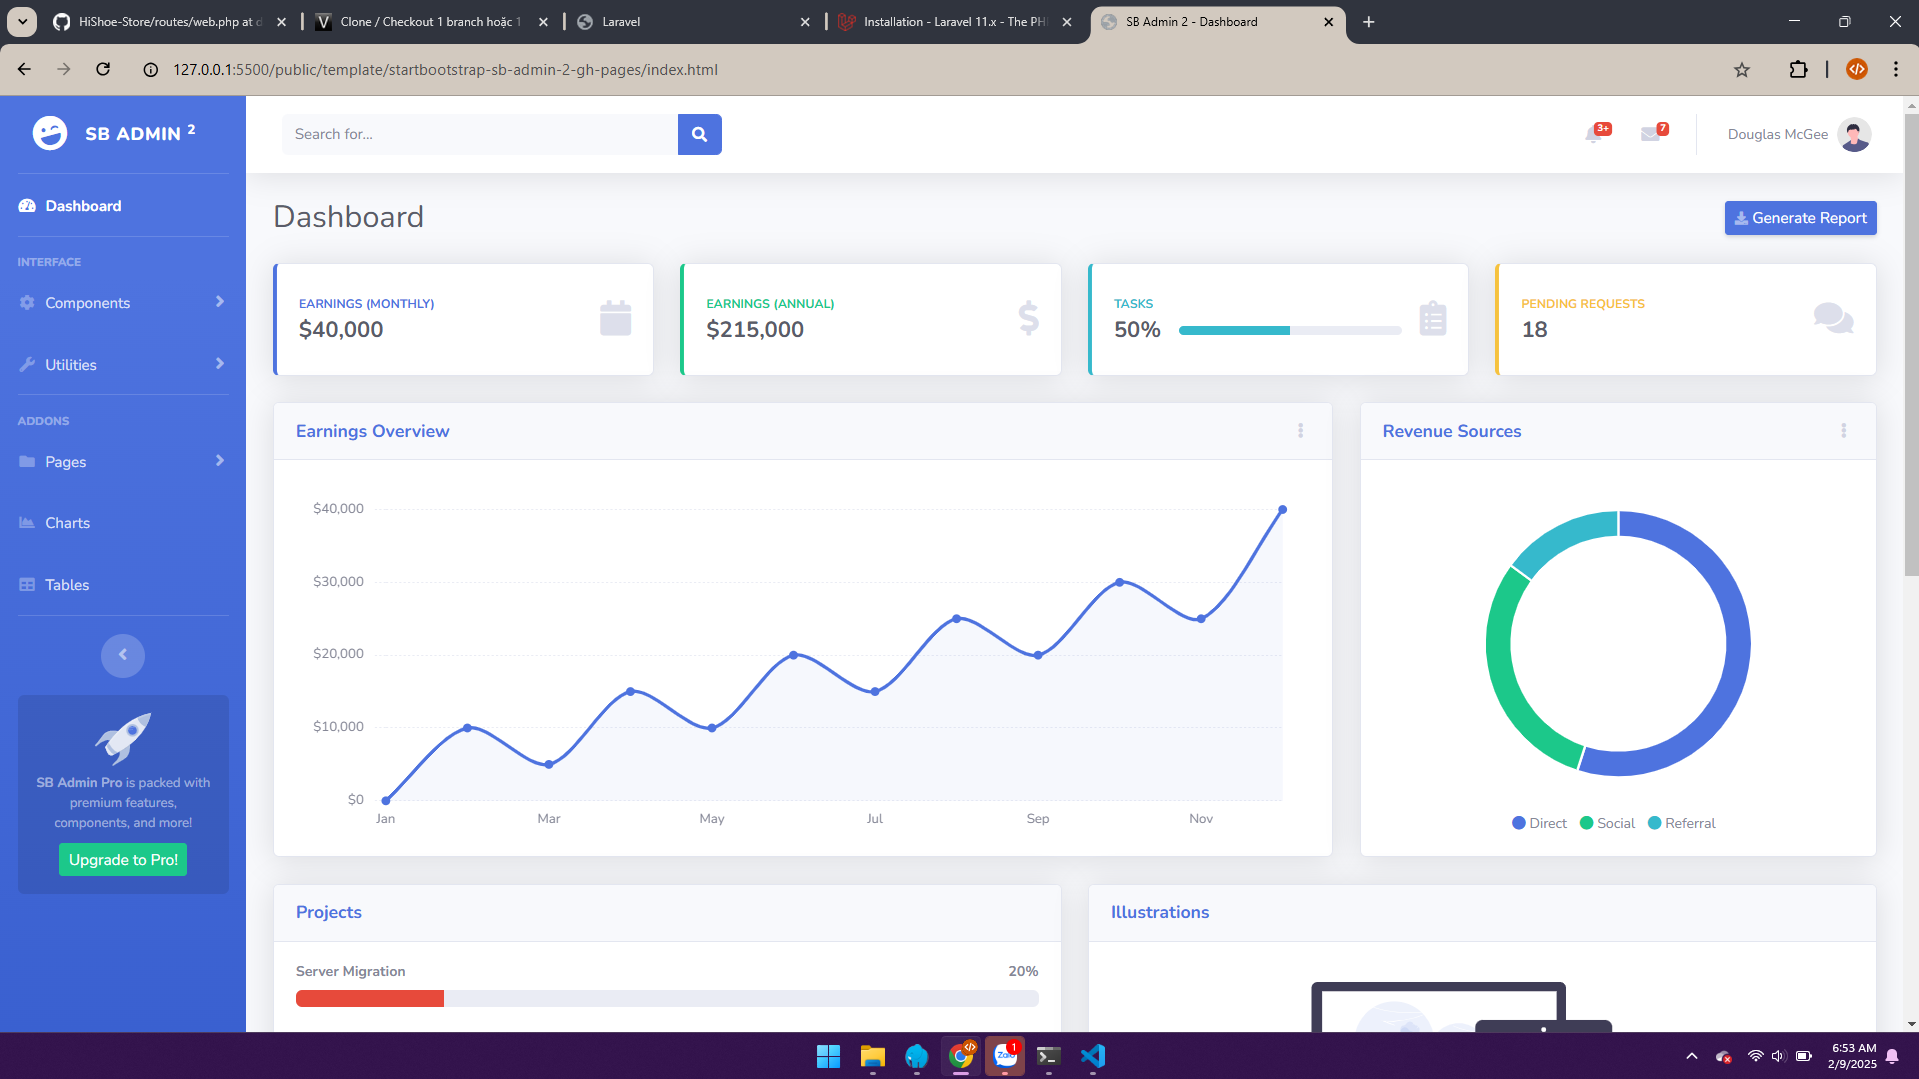 HiShoe-Store/routes/web.php at d
Clone / Checkout 1 branch hoặc 1
Laravel
Installation - Laravel 11.x - The PH
SB Admin 2 - Dashboard
127.0.0.1:5500/public/template/startbootstrap-sb-admin-2-gh-pages/index.html
SB ADMIN 2
Search for...
3+
7
Douglas McGee
Dashboard
INTERFACE
Components
Utilities
ADDONS
Pages
Charts
Tables
SB Admin Pro is packed with
premium features,
components, and more!
Upgrade to Pro!
Dashboard
Generate Report
EARNINGS (MONTHLY)
$40,000
EARNINGS (ANNUAL)
$215,000
TASKS
50%
PENDING REQUESTS
18
Earnings Overview
$40,000
$30,000
$20,000
$10,000
$0
Jan
Mar
May
Jul
Sep
Nov
Revenue Sources
Direct
Social
Referral
Projects
Server Migration
20%
Illustrations
Zalo
1
6:53 AM
2/9/2025